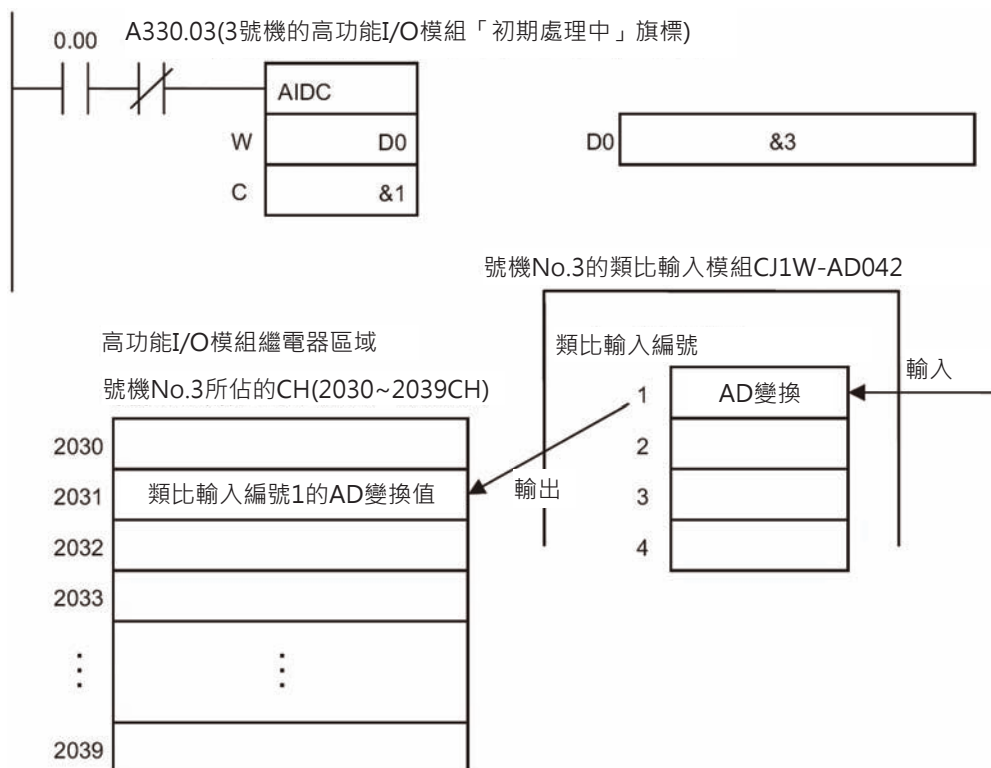 A330.03(3號機的高功能I/O模組「初期處理中」旗標)
0.00
AIDC
W D0
C &1
D0 &3
號機No.3的類比輸入模組CJ1W-AD042
高功能I/O模組繼電器區域
號機No.3所佔的CH(2030~2039CH)
類比輸入編號
輸入
1 AD變換
2
3
4
輸出
2030
2031 類比輸入編號1的AD變換值
2032
2033
2039